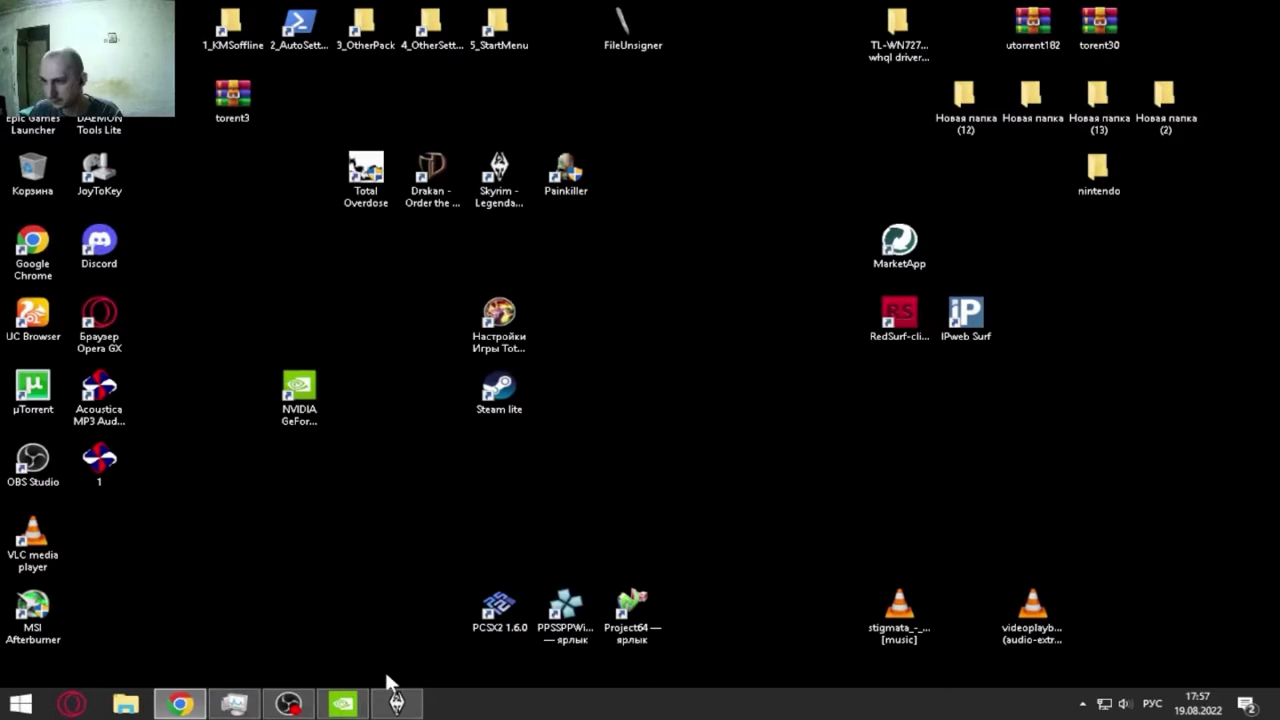 1_KMSoffline
2_AutoSett...
3_OtherPack
4_OtherSett...
5_StartMenu
FileUnsigner
TL-WN727...
whql driver...
utorrent182
torent30
Epic Games
Launcher
DAEMON
Tools Lite
torent3
Новая папка
(12)
Новая папка
Новая папка
(13)
Новая папка
(2)
Корзина
JoyToKey
Total
Overdose
Drakan -
Order the ...
Skyrim -
Legenda...
Painkiller
nintendo
Google
Chrome
Discord
MarketApp
UC Browser
Браузер
Opera GX
Настройки
Игры Tot...
RS
RedSurf-cli...
iP
IPweb Surf
µ
µTorrent
Acoustica
MP3 Aud...
NVIDIA
GeFor...
Steam lite
OBS Studio
1
VLC media
player
MSI
Afterburner
PCSX2 1.6.0
PPSSPPWi...
— ярлык
Project64 —
ярлык
stigmata_-_...
[music]
videoplayb...
(audio-extr...
РУС
17:57
19.08.2022
2